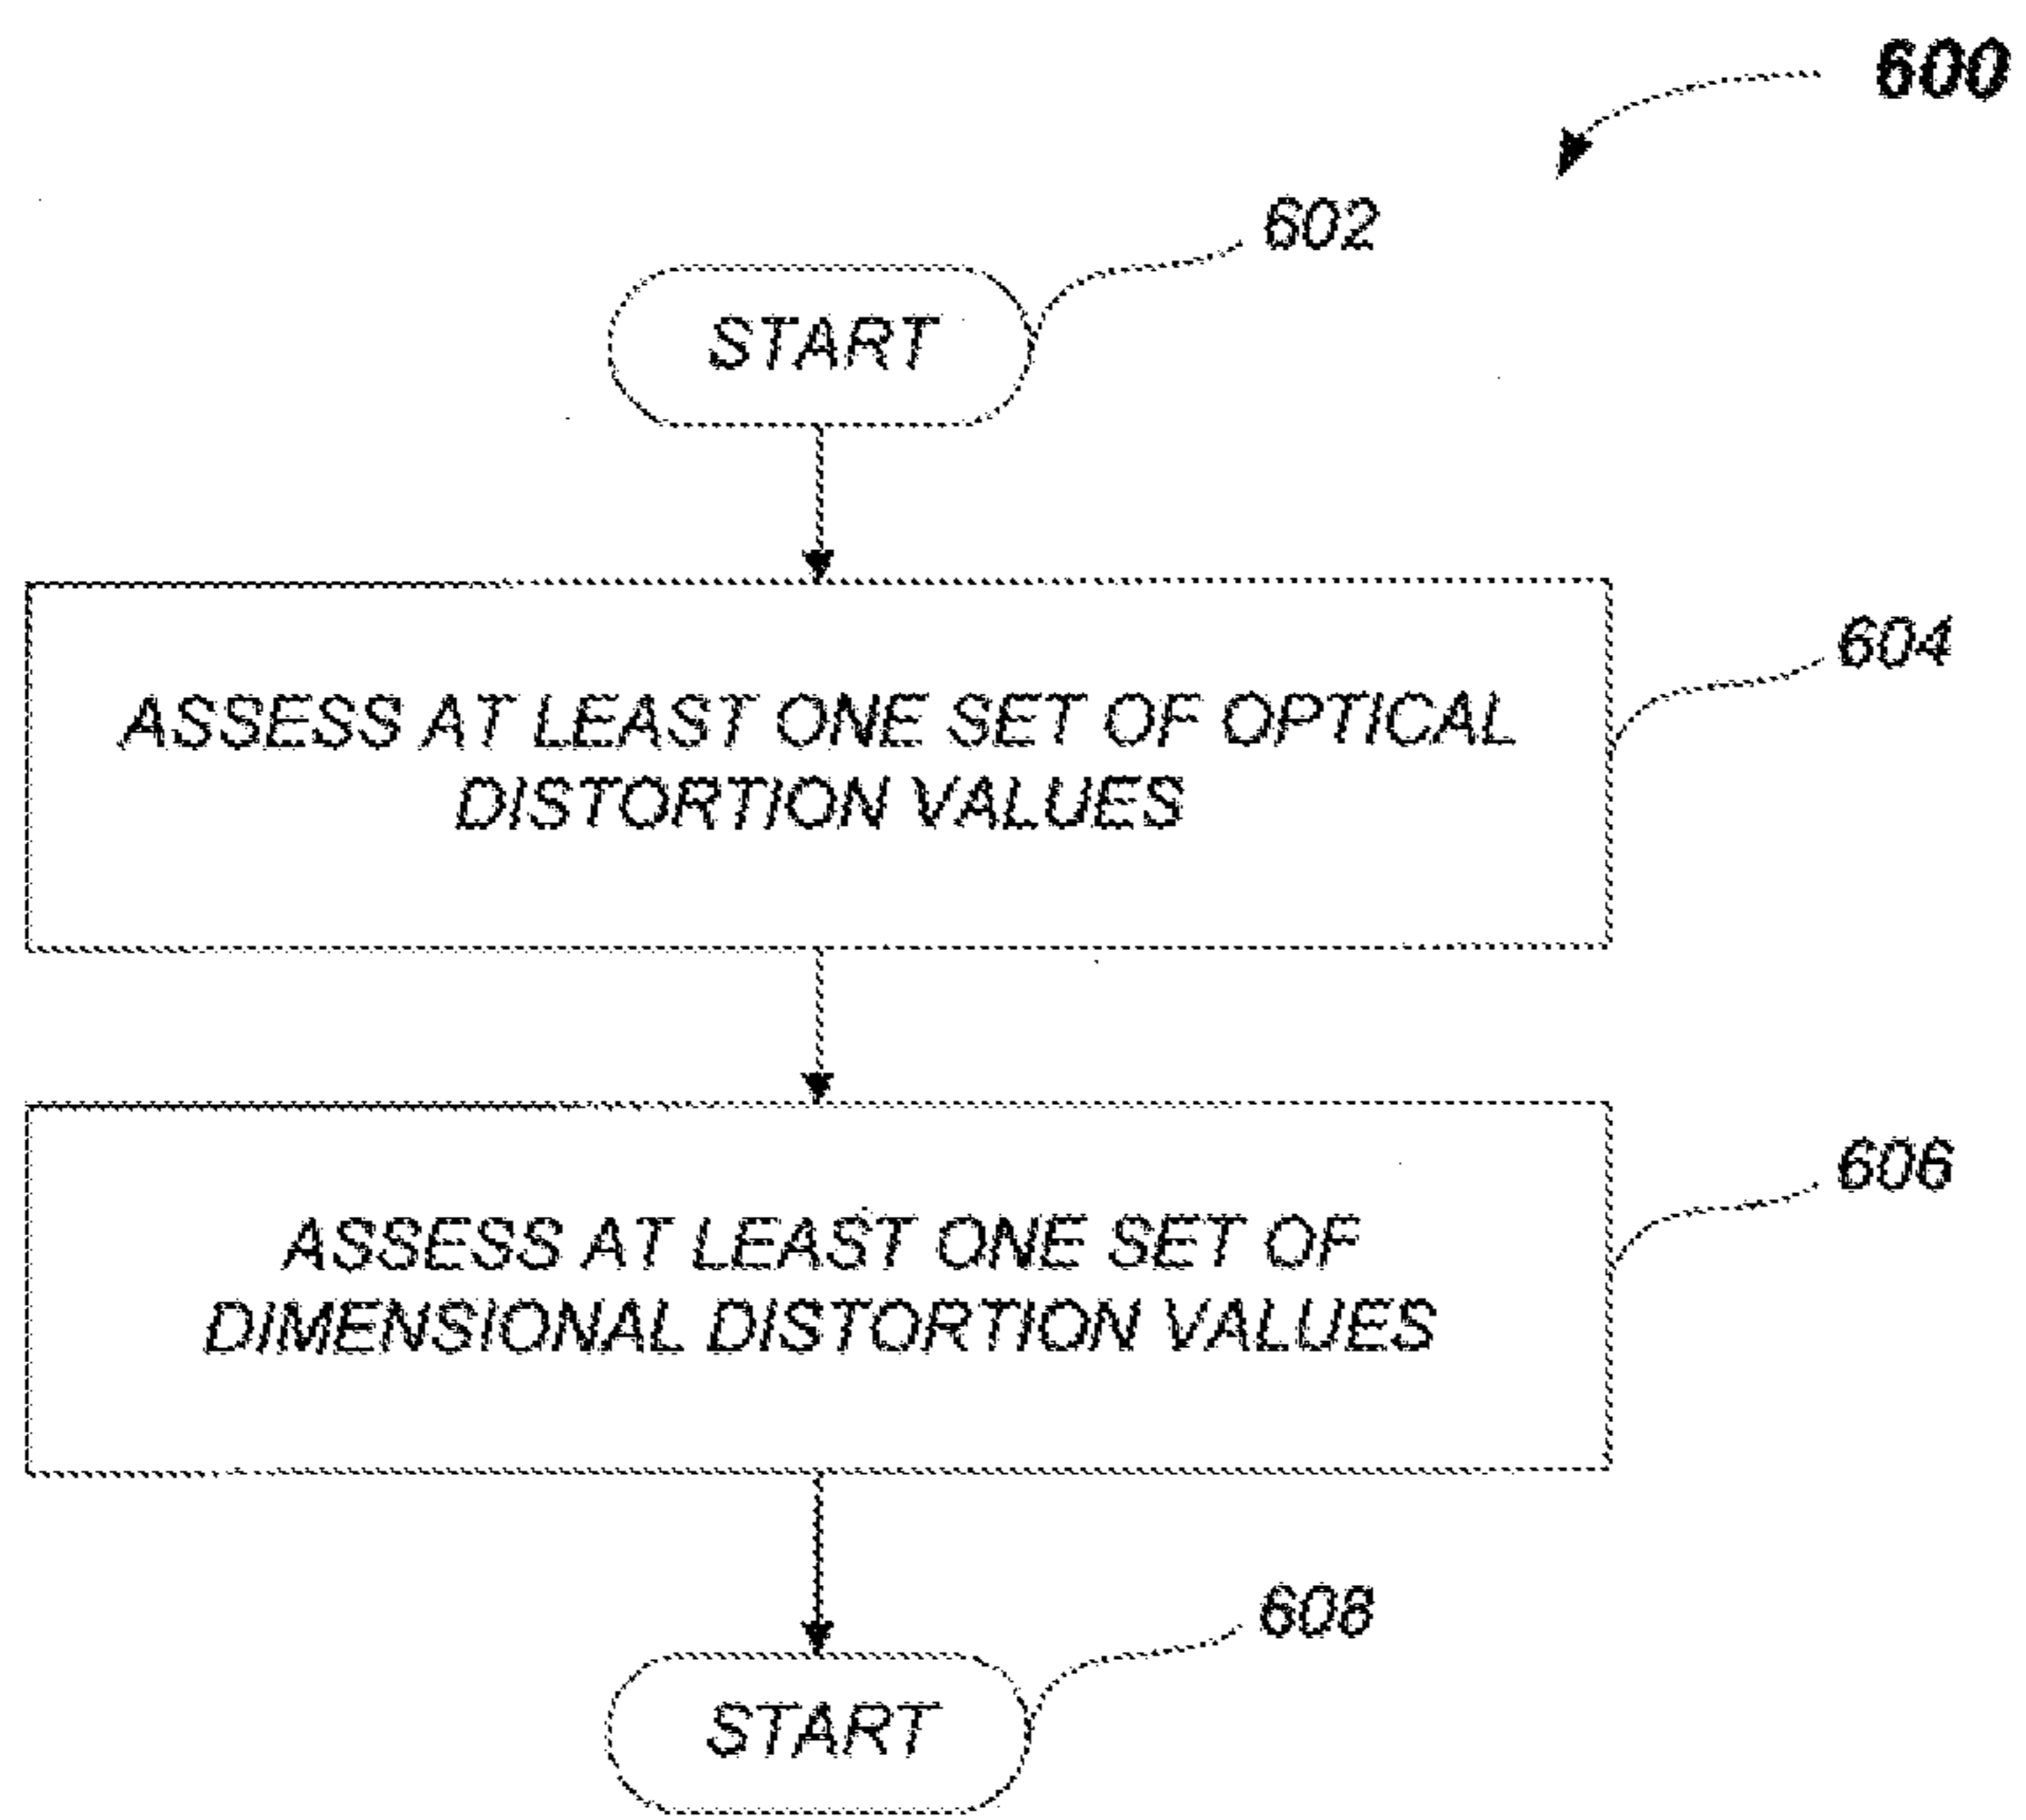 600
602
START
604
ASSESS AT LEAST ONE SET OF OPTICAL
DISTORTION VALUES
606
ASSESS AT LEAST ONE SET OF
DIMENSIONAL DISTORTION VALUES
608
START